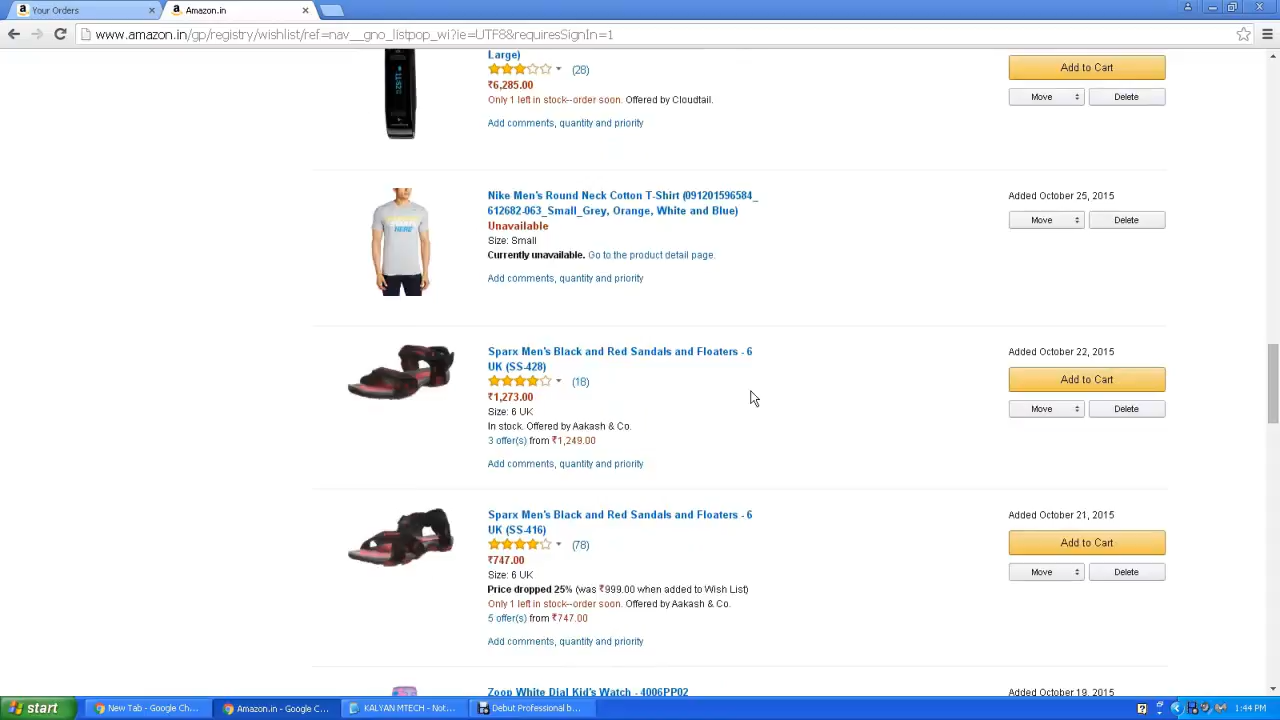 Your Orders
Amazon.in
www.amazon.in/gp/registry/wishlist/ref=nav__gno_listpop_wi?ie=UTF8&requiresSignIn=1
Large)
(28)
₹6,285.00
Only 1 left in stock--order soon. Offered by Cloudtail.
Add comments, quantity and priority
Add to Cart
Move
Delete
Nike Men's Round Neck Cotton T-Shirt (091201596584_
612682-063_Small_Grey, Orange, White and Blue)
Unavailable
Size: Small
Currently unavailable. Go to the product detail page.
Add comments, quantity and priority
Added October 25, 2015
Move
Delete
HERE
Sparx Men's Black and Red Sandals and Floaters - 6
UK (SS-428)
(18)
₹1,273.00
Size: 6 UK
In stock. Offered by Aakash & Co.
3 offer(s) from ₹1,249.00
Add comments, quantity and priority
Added October 22, 2015
Add to Cart
Move
Delete
Sparx Men's Black and Red Sandals and Floaters - 6
UK (SS-416)
(78)
₹747.00
Size: 6 UK
Price dropped 25% (was ₹999.00 when added to Wish List)
Only 1 left in stock--order soon. Offered by Aakash & Co.
5 offer(s) from ₹747.00
Add comments, quantity and priority
Added October 21, 2015
Add to Cart
Move
Delete
Zoop White Dial Kid's Watch - 4006PP02
Added October 19, 2015
start
New Tab - Google Ch...
Amazon.in - Google C...
KALYAN MTECH - Not...
Debut Professional b...
1:44 PM